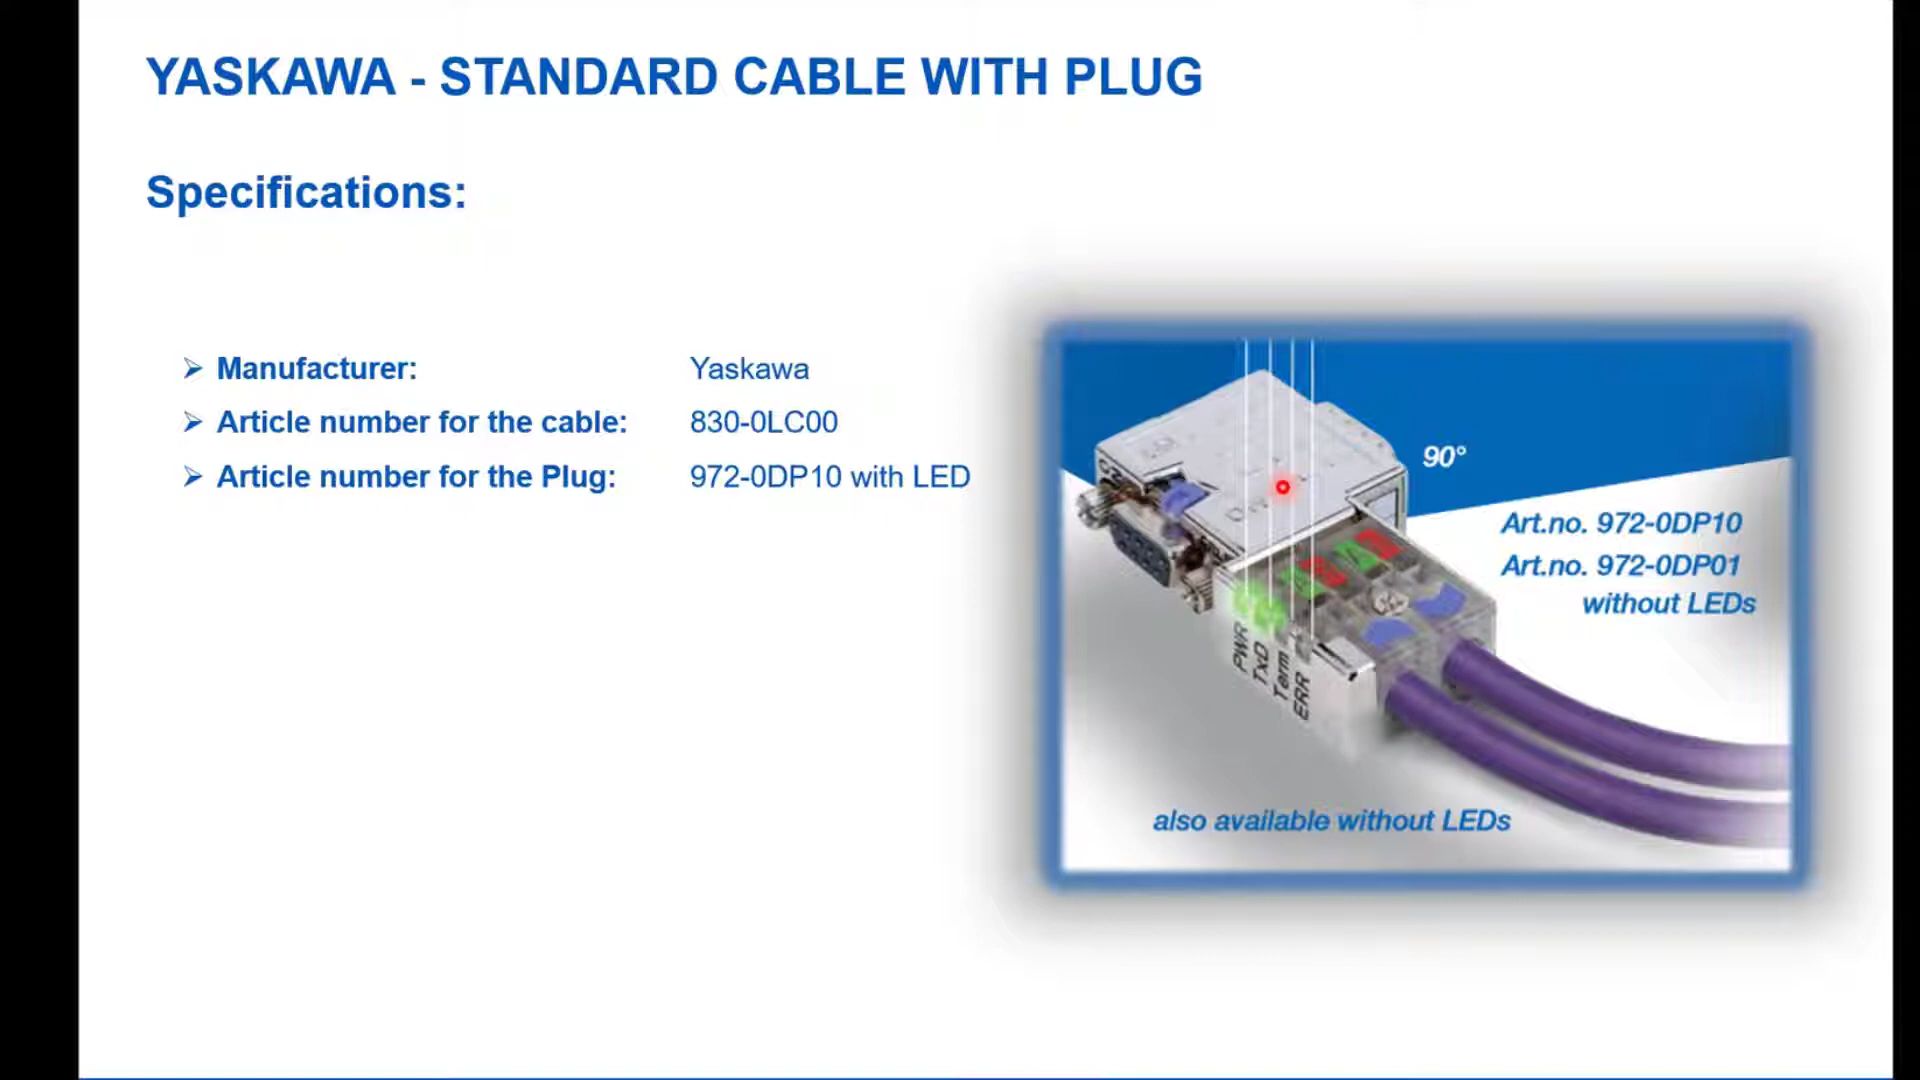 YASKAWA - STANDARD CABLE WITH PLUG
Specifications:
Manufacturer: Yaskawa
Article number for the cable: 830-0LC00
Article number for the Plug: 972-0DP10 with LED
90°
Art.no. 972-0DP10
Art.no. 972-0DP01
without LEDs
PWR
TxD
Term
ERR
also available without LEDs